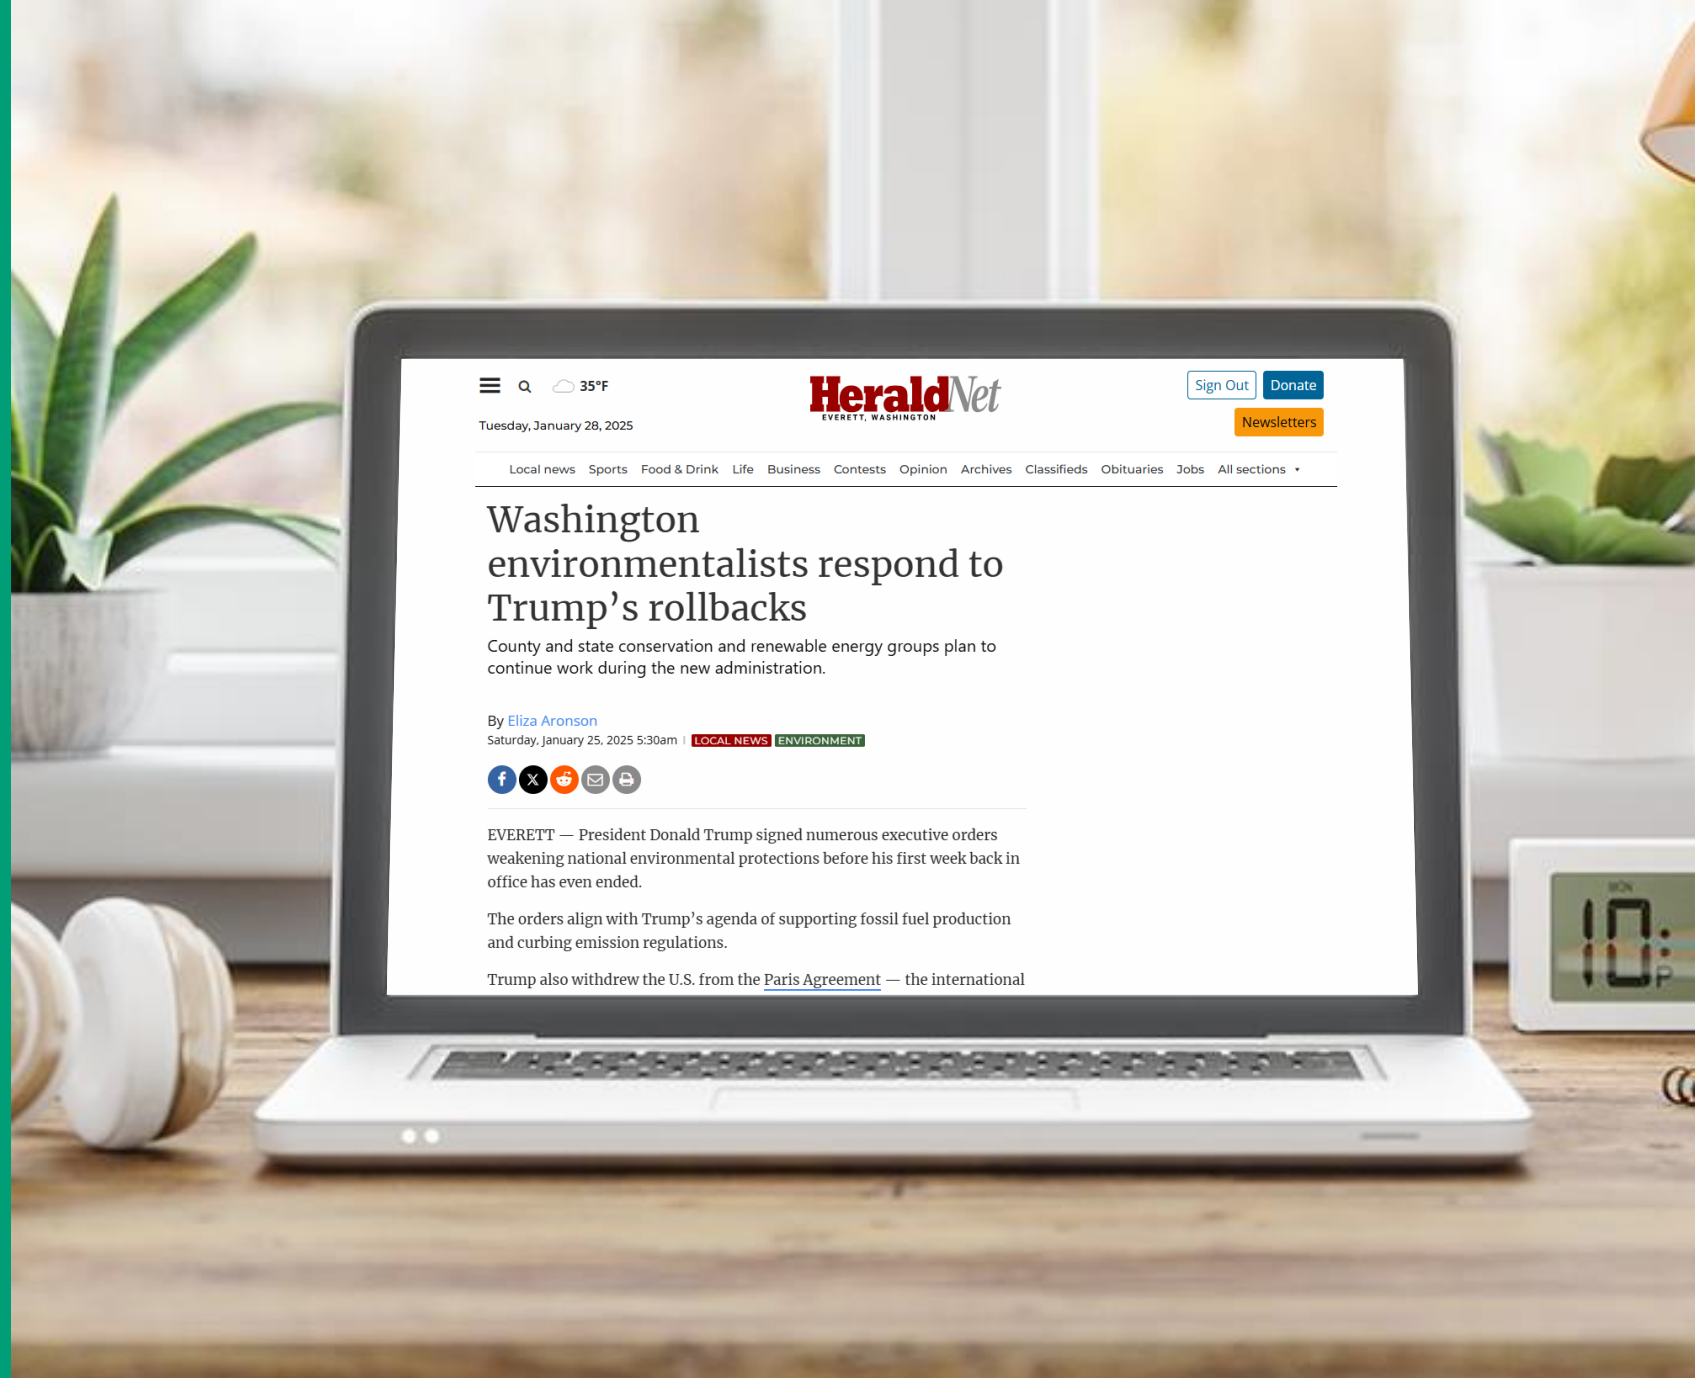 35°F
HeraldNet
EVERETT, WASHINGTON
Sign Out Donate
Tuesday, January 28, 2025
Newsletters
Local news Sports Food & Drink Life Business Contests Opinion Archives Classifieds Obituaries Jobs All sections
Washington
environmentalists respond to
Trump’s rollbacks
County and state conservation and renewable energy groups plan to
continue work during the new administration.
By Eliza Aronson
Saturday, January 25, 2025 5:30am | LOCAL NEWS ENVIRONMENT
EVERETT — President Donald Trump signed numerous executive orders
weakening national environmental protections before his first week back in
office has even ended.
The orders align with Trump’s agenda of supporting fossil fuel production
and curbing emission regulations.
Trump also withdrew the U.S. from the Paris Agreement — the international
MON
10:
P